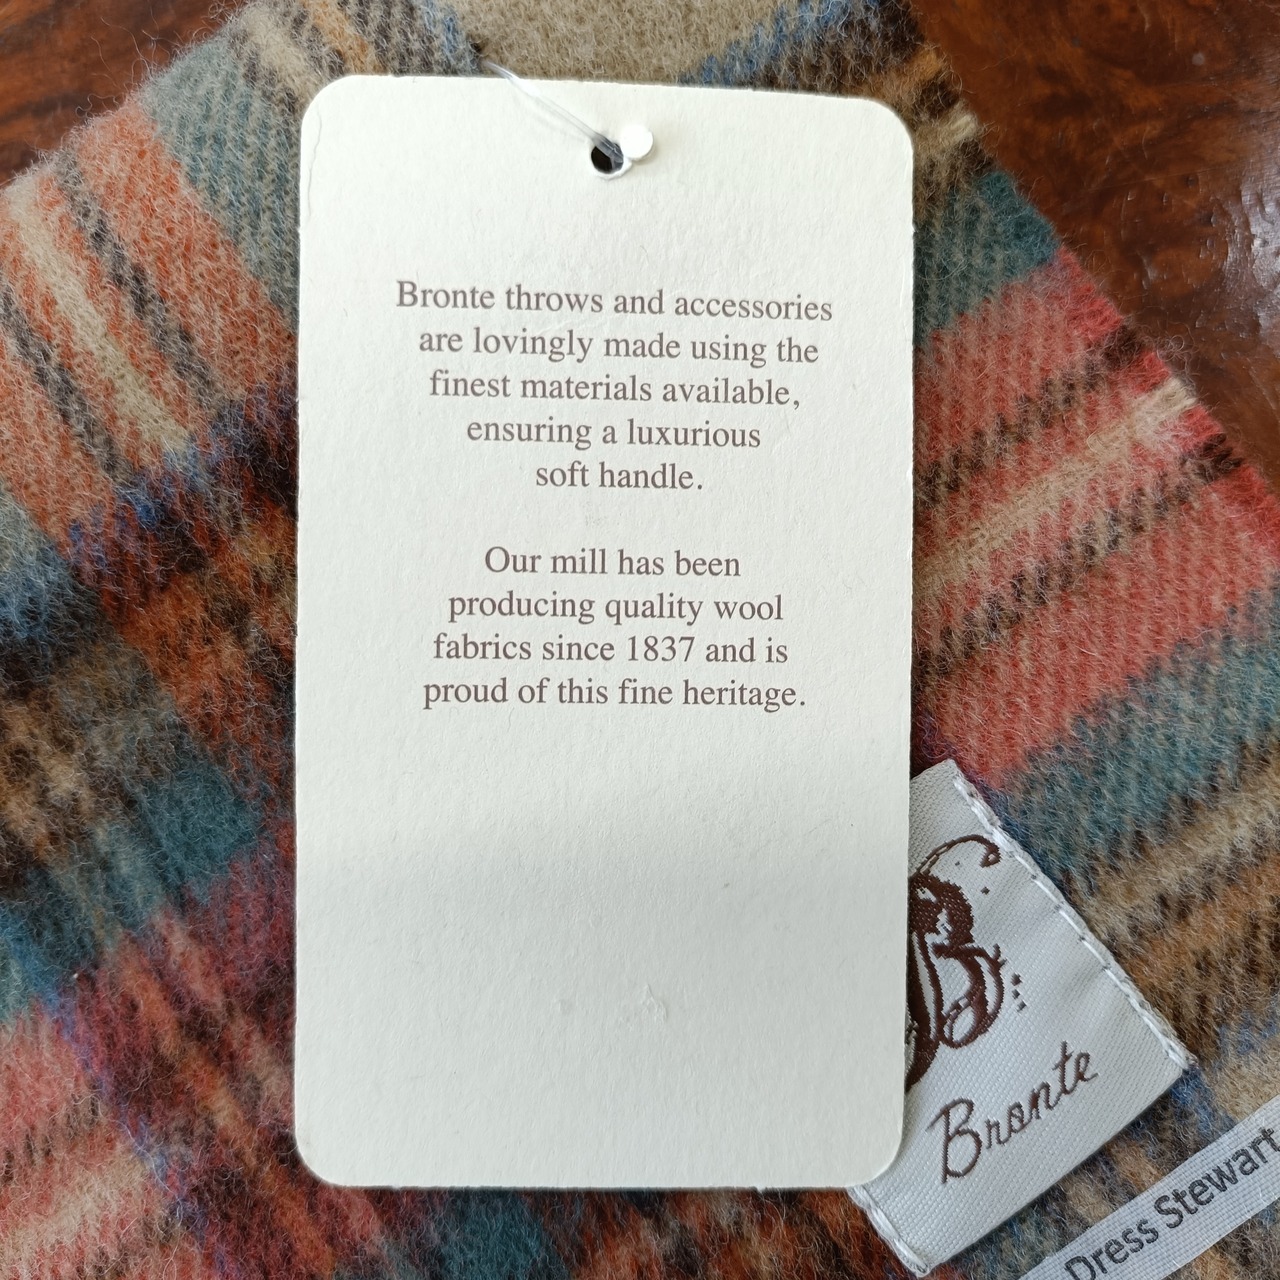 Bronte throws and accessories
are lovingly made using the
finest materials available,
ensuring a luxurious
soft handle.
Our mill has been
producing quality wool
fabrics since 1837 and is
proud of this fine heritage.
B
Bronte
Dress Stewart